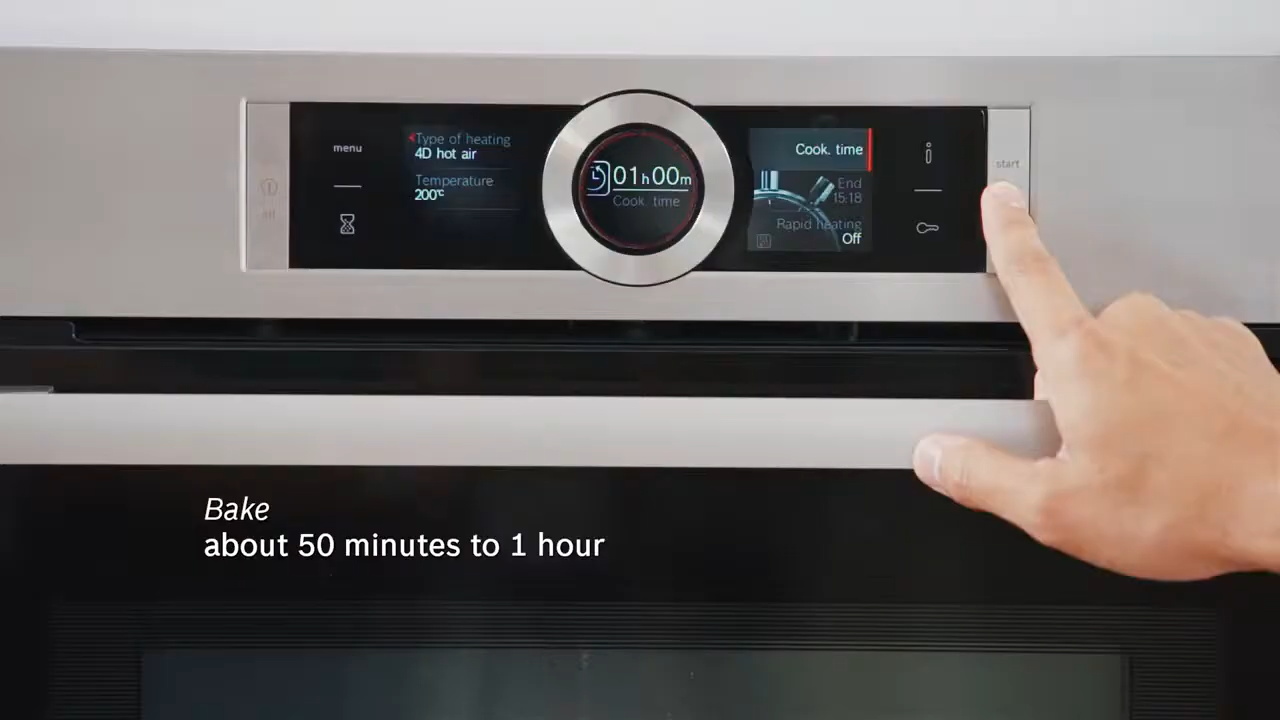 menu
Type of heating
4D hot air
Temperature
200°C
01h00m
Cook. time
Cook. time
End
15:18
Rapid heating
Off
start
Bake
about 50 minutes to 1 hour